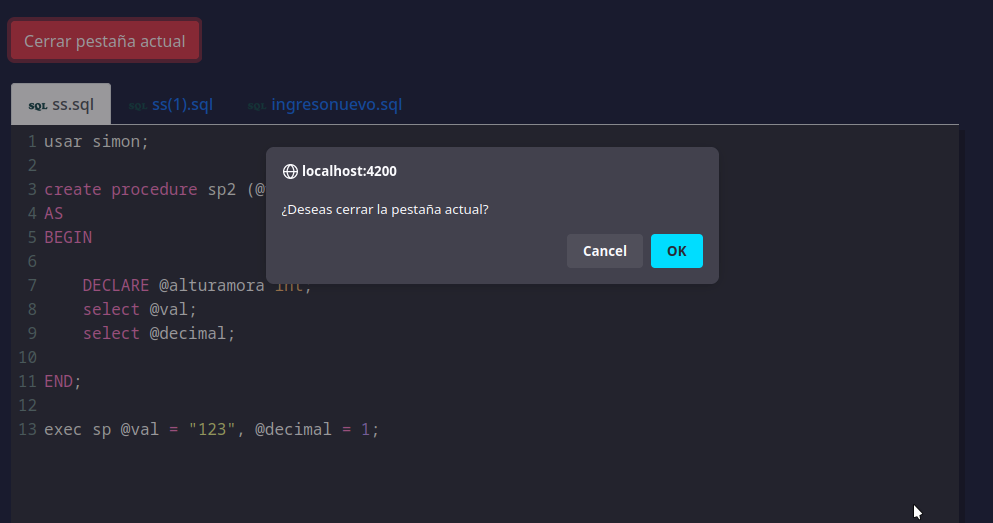 Cerrar pestaña actual
SQL ss.sql SQL ss(1).sql SQL ingresonuevo.sql
localhost:4200
¿Deseas cerrar la pestaña actual?
Cancel OK
1 usar simon;
2
3 create procedure sp2 (@
4 AS
5 BEGIN
6
7 DECLARE @alturamora int;
8 select @val;
9 select @decimal;
10
11 END;
12
13 exec sp @val = "123", @decimal = 1;